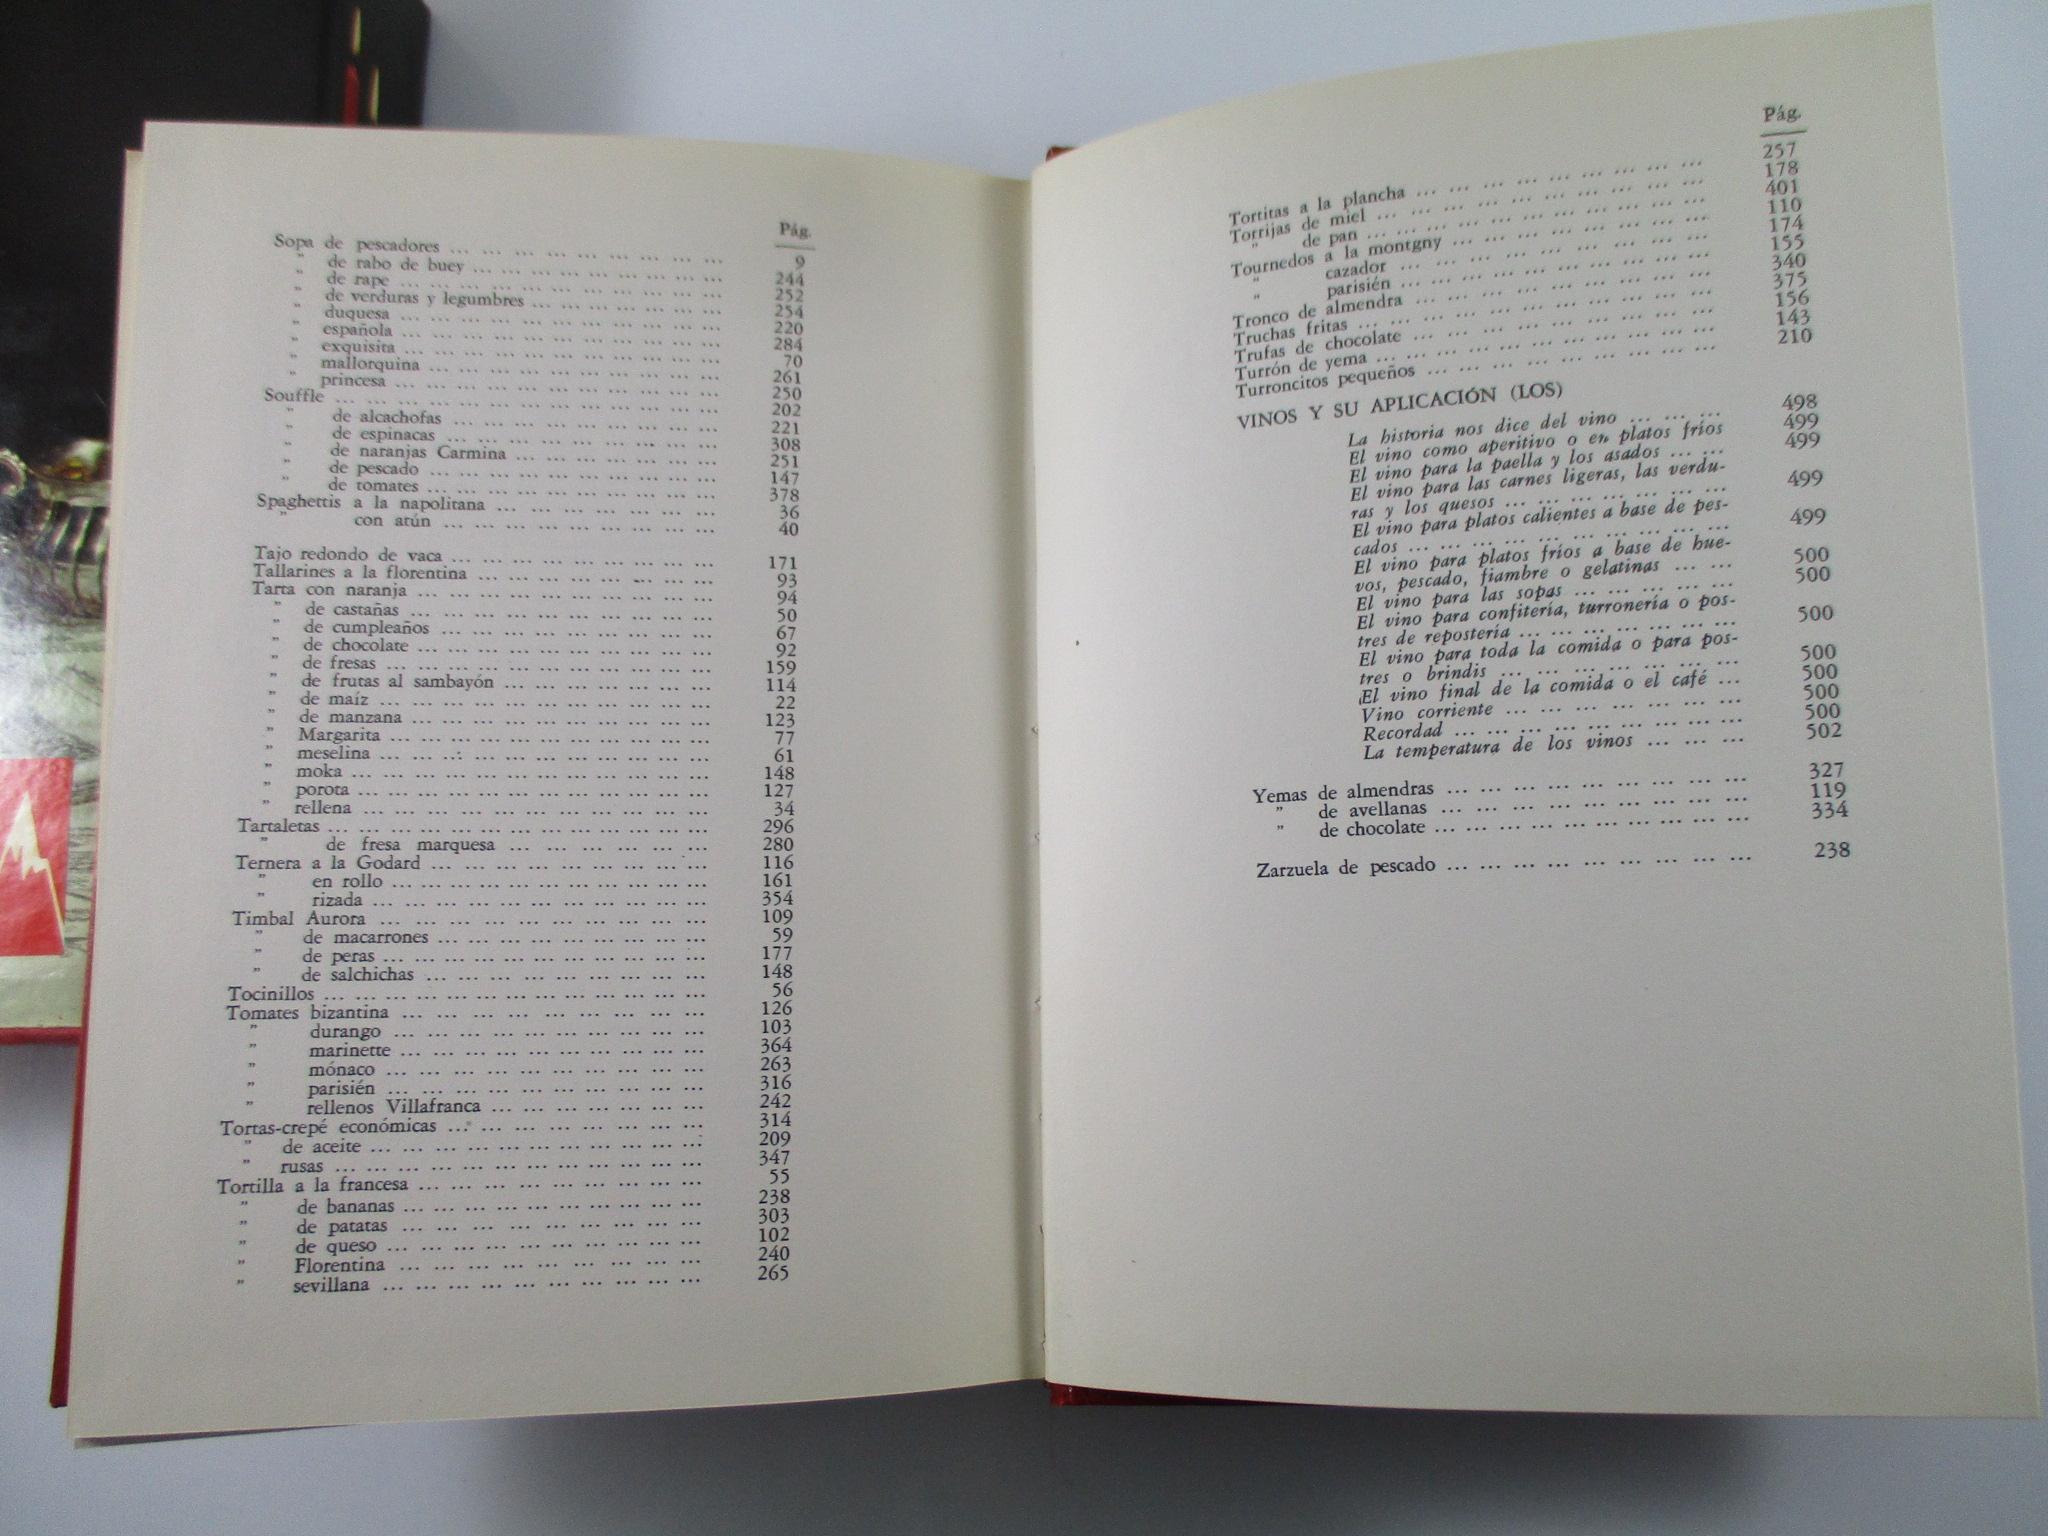 Pág.
Sopa de pescadores ... ... ... ... ... ... ... ... ... 9
” de rabo de buey ... ... ... ... ... ... ... ... 244
” de rape ... ... ... ... ... ... ... ... ... ... 252
” de verduras y legumbres ... ... ... ... ... ... 254
” duquesa ... ... ... ... ... ... ... ... ... ... 220
” española ... ... ... ... ... ... ... ... ... ... 284
” exquisita ... ... ... ... ... ... ... ... ... ... 70
” mallorquina ... ... ... ... ... ... ... ... ... 261
” princesa ... ... ... ... ... ... ... ... ... ... 250
Souffle ... ... ... ... ... ... ... ... ... ... ... ... 202
” de alcachofas ... ... ... ... ... ... ... ... ... 221
” de espinacas ... ... ... ... ... ... ... ... ... 308
” de naranjas Carmina ... ... ... ... ... ... ... 251
” de pescado ... ... ... ... ... ... ... ... ... 147
” de tomates ... ... ... ... ... ... ... ... ... 378
Spaghettis a la napolitana ... ... ... ... ... ... ... 36
” con atún ... ... ... ... ... ... ... ... ... 40
Tajo redondo de vaca ... ... ... ... ... ... ... ... 171
Tallarines a la florentina ... ... ... ... ... ... ... ... 93
Tarta con naranja ... ... ... ... ... ... ... ... ... 94
” de castañas ... ... ... ... ... ... ... ... ... 50
” de cumpleaños ... ... ... ... ... ... ... ... ... 67
” de chocolate ... ... ... ... ... ... ... ... ... 92
” de fresas ... ... ... ... ... ... ... ... ... ... 159
” de frutas al sambayón ... ... ... ... ... ... ... 114
” de maíz ... ... ... ... ... ... ... ... ... ... 22
” de manzana ... ... ... ... ... ... ... ... ... 123
” Margarita ... ... ... ... ... ... ... ... ... ... 77
” meselina ... ... ... ... ... ... ... ... ... ... 61
” moka ... ... ... ... ... ... ... ... ... ... ... 148
” porota ... ... ... ... ... ... ... ... ... ... ... 127
” rellena ... ... ... ... ... ... ... ... ... ... ... 34
Tartaletas ... ... ... ... ... ... ... ... ... ... ... ... 296
” de fresa marquesa ... ... ... ... ... ... ... 280
Ternera a la Godard ... ... ... ... ... ... ... ... ... 116
” en rollo ... ... ... ... ... ... ... ... ... ... 161
” rizada ... ... ... ... ... ... ... ... ... ... ... 354
Timbal Aurora ... ... ... ... ... ... ... ... ... ... 109
” de macarrones ... ... ... ... ... ... ... ... 59
” de peras ... ... ... ... ... ... ... ... ... ... 177
” de salchichas ... ... ... ... ... ... ... ... ... 148
Tocinillos ... ... ... ... ... ... ... ... ... ... ... ... 56
Tomates bizantina ... ... ... ... ... ... ... ... ... 126
” durango ... ... ... ... ... ... ... ... ... ... 103
” marinette ... ... ... ... ... ... ... ... ... ... 364
” mónaco ... ... ... ... ... ... ... ... ... ... 263
” parisién ... ... ... ... ... ... ... ... ... ... 316
” rellenos Villafranca ... ... ... ... ... ... ... 242
Tortas-crepé económicas ... ... ... ... ... ... ... ... 314
” de aceite ... ... ... ... ... ... ... ... ... ... 209
” rusas ... ... ... ... ... ... ... ... ... ... ... 347
Tortilla a la francesa ... ... ... ... ... ... ... ... ... 55
” de bananas ... ... ... ... ... ... ... ... ... 238
” de patatas ... ... ... ... ... ... ... ... ... ... 303
” de queso ... ... ... ... ... ... ... ... ... ... 102
” Florentina ... ... ... ... ... ... ... ... ... ... 240
” sevillana ... ... ... ... ... ... ... ... ... ... 265
Pág.
Tortitas a la plancha ... ... ... ... ... ... ... ... ... 257
Torrijas de miel ... ... ... ... ... ... ... ... ... ... 178
” de pan ... ... ... ... ... ... ... ... ... ... 401
Tournedos a la montgny ... ... ... ... ... ... ... ... 110
” cazador ... ... ... ... ... ... ... ... ... 174
” parisién ... ... ... ... ... ... ... ... ... 155
Tronco de almendra ... ... ... ... ... ... ... ... ... 340
Truchas fritas ... ... ... ... ... ... ... ... ... ... ... 375
Trufas de chocolate ... ... ... ... ... ... ... ... ... 156
Turrón de yema ... ... ... ... ... ... ... ... ... ... 143
Turroncitos pequeños ... ... ... ... ... ... ... ... ... 210
VINOS Y SU APLICACIÓN (LOS)
La historia nos dice del vino ... ... ... 498
El vino como aperitivo o en platos fríos 499
El vino para la paella y los asados ... ... 499
El vino para las carnes ligeras, las verdu-
ras y los quesos ... ... ... ... ... ... ... 499
El vino para platos calientes a base de pes-
cados ... ... ... ... ... ... ... ... ... ... 499
El vino para platos fríos a base de hue-
vos, pescado, fiambre o gelatinas ... ... 500
El vino para las sopas ... ... ... ... ... 500
El vino para confitería, turronería o pos-
tres de repostería ... ... ... ... ... ... ... 500
El vino para toda la comida o para pos-
tres o brindis ... ... ... ... ... ... ... ... 500
El vino final de la comida o el café ... 500
Vino corriente ... ... ... ... ... ... ... ... 500
Recordad ... ... ... ... ... ... ... ... ... 500
La temperatura de los vinos ... ... ... 502
Yemas de almendras ... ... ... ... ... ... ... ... ... 327
” de avellanas ... ... ... ... ... ... ... ... ... 119
” de chocolate ... ... ... ... ... ... ... ... ... 334
Zarzuela de pescado ... ... ... ... ... ... ... ... ... 238